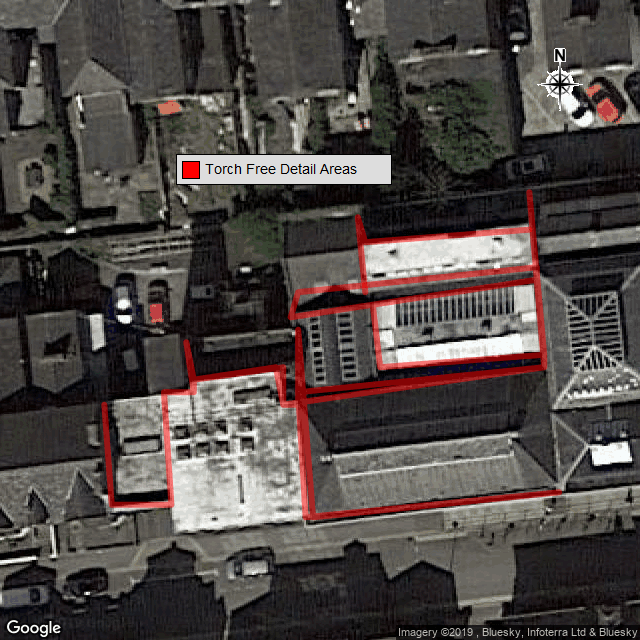 N
Torch Free Detail Areas
Google
Imagery ©2019 , Bluesky, Infoterra Ltd & Bluesky